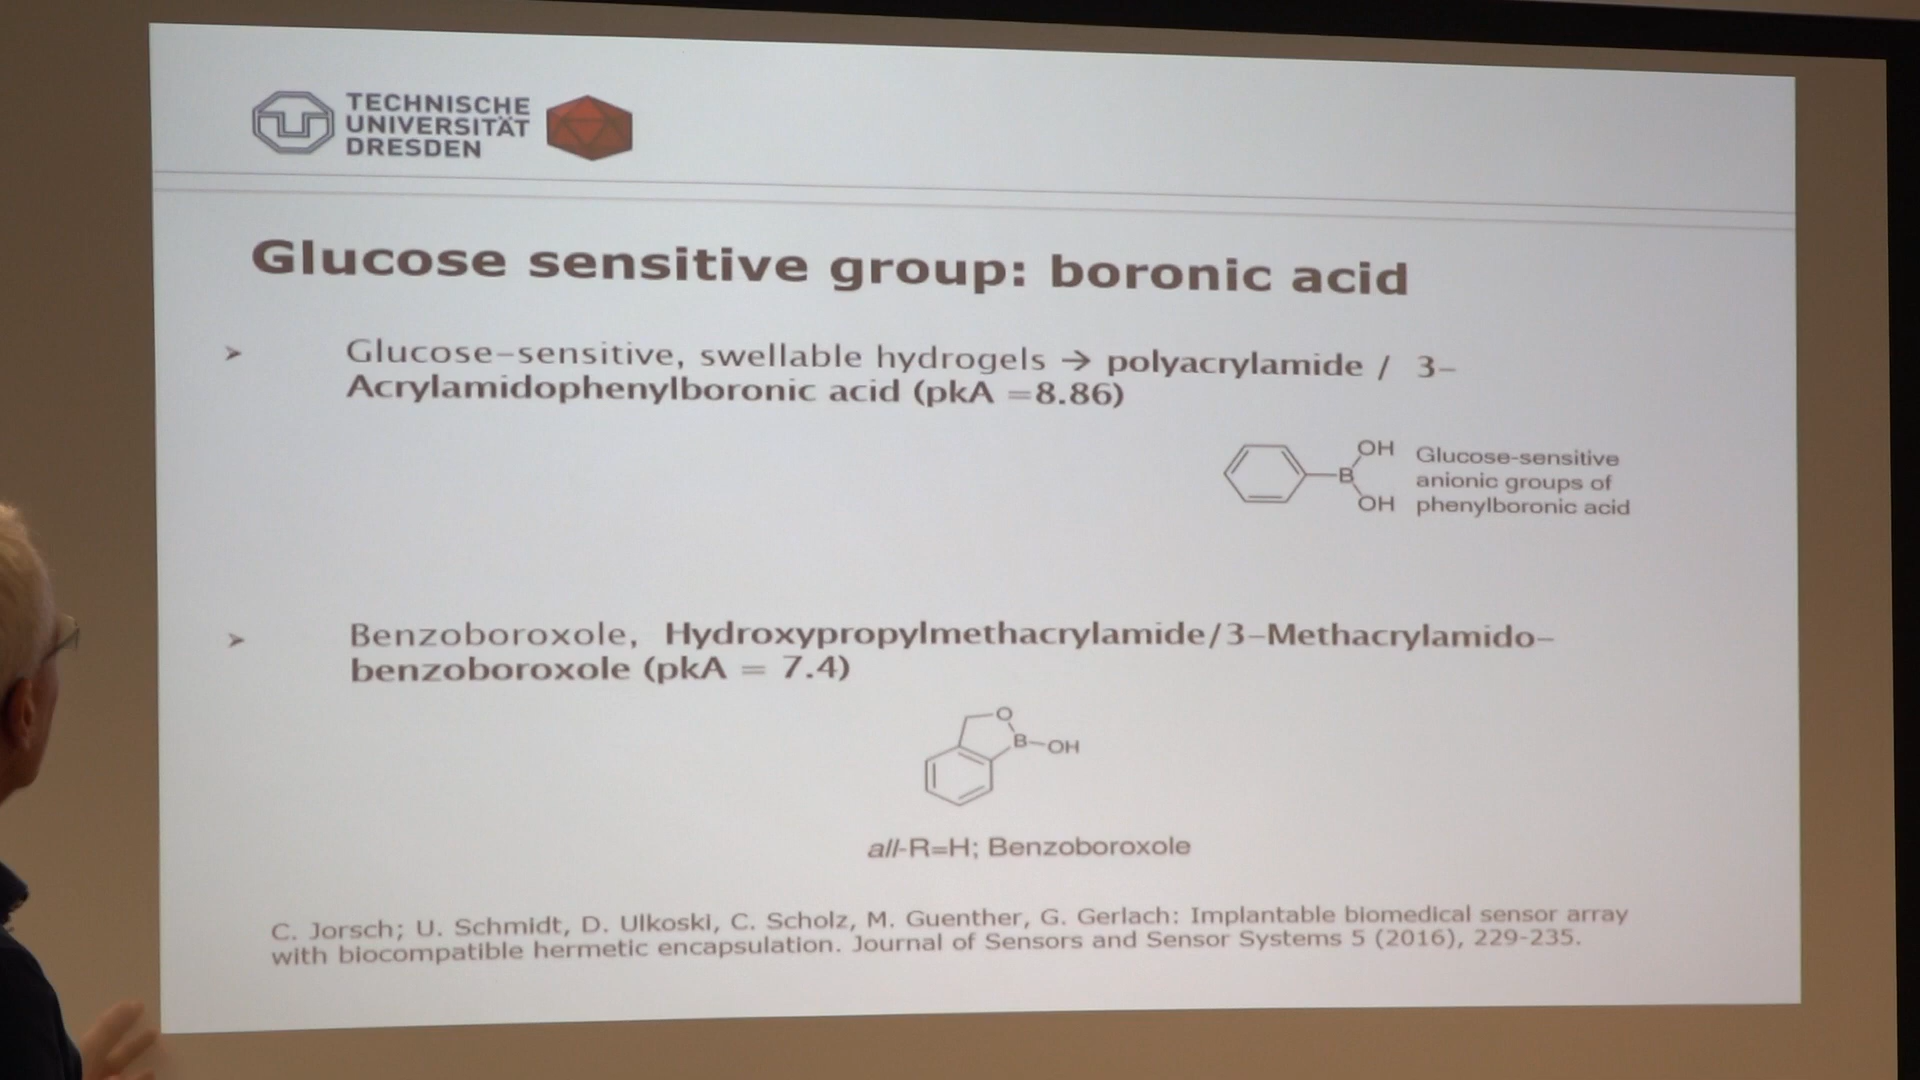 TECHNISCHE
UNIVERSITÄT
DRESDEN
Glucose sensitive group: boronic acid
➢ Glucose-sensitive, swellable hydrogels → polyacrylamide / 3-
Acrylamidophenylboronic acid (pkA =8.86)
OH
B
OH
Glucose-sensitive
anionic groups of
phenylboronic acid
➢ Benzoboroxole, Hydroxypropylmethacrylamide/3-Methacrylamido-
benzoboroxole (pkA = 7.4)
O
B-OH
all-R=H; Benzoboroxole
C. Jorsch; U. Schmidt, D. Ulkoski, C. Scholz, M. Guenther, G. Gerlach: Implantable biomedical sensor array
with biocompatible hermetic encapsulation. Journal of Sensors and Sensor Systems 5 (2016), 229-235.